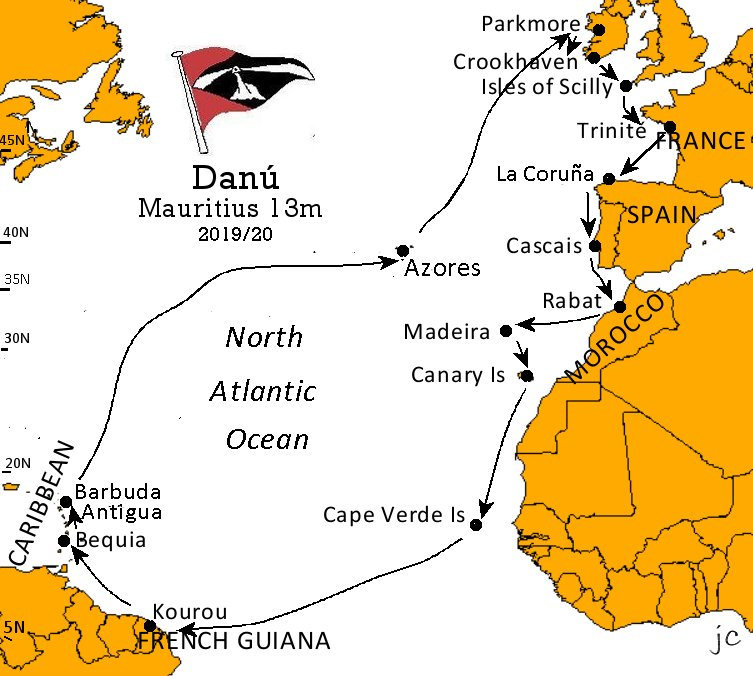 Parkmore
Crookhaven
Isles of Scilly
Trinité
FRANCE
45N
Danú
Mauritius 13m
2019/20
La Coruña
SPAIN
40N
Cascais
Azores
35N
Rabat
MOROCCO
30N
North
Atlantic
Ocean
Madeira
Canary Is
20N
CARIBBEAN
Barbuda
Antigua
Bequia
Cape Verde Is
Kourou
FRENCH GUIANA
5N
jc